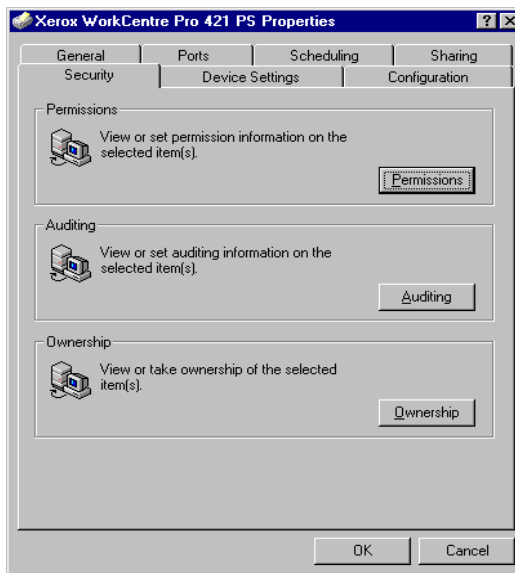 Xerox WorkCentre Pro 421 PS Properties
General Ports Scheduling Sharing
Security Device Settings Configuration
Permissions
View or set permission information on the
selected item(s).
Permissions
Auditing
View or set auditing information on the
selected item(s).
Auditing
Ownership
View or take ownership of the selected
item(s).
Ownership
OK Cancel